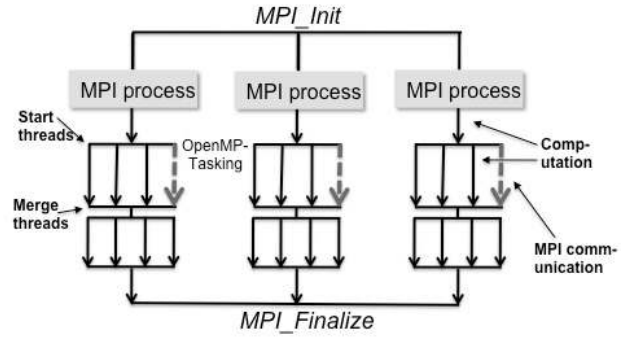 MPI_Init
MPI process
MPI process
MPI process
Start
threads
OpenMP-
Tasking
Comp-
utation
Merge
threads
MPI comm-
unication
MPI_Finalize